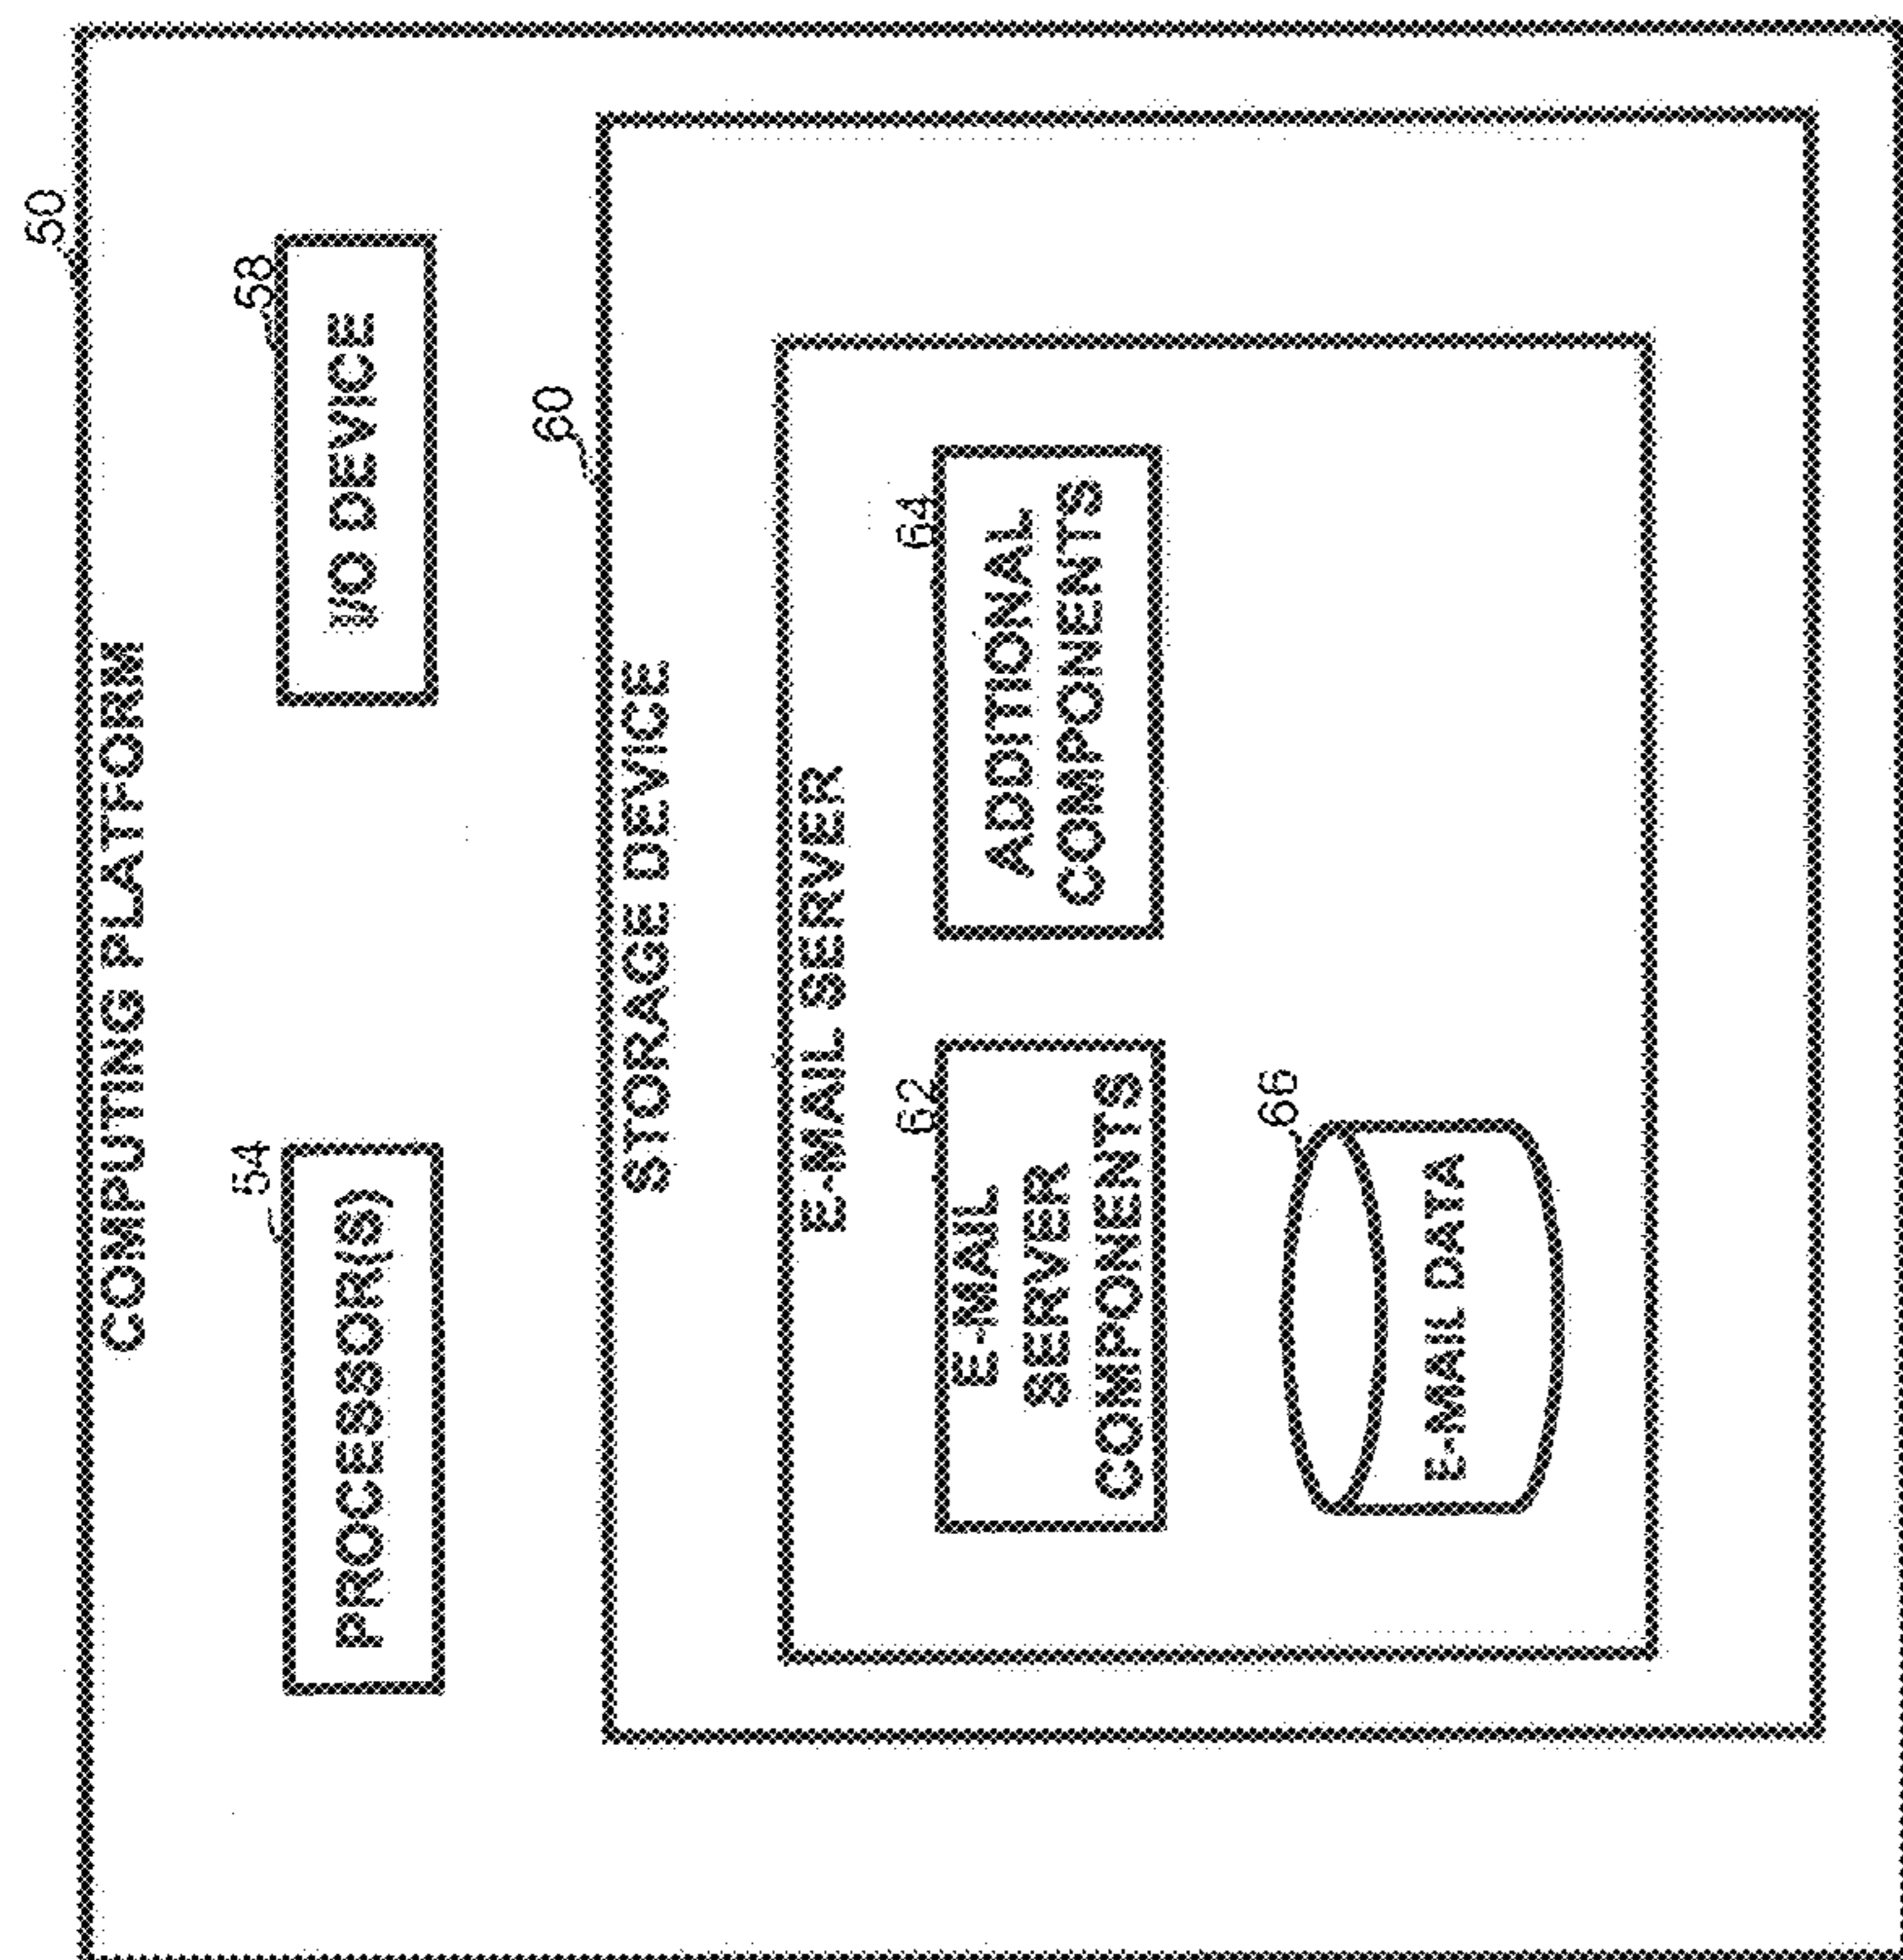 50
COMPUTING PLATFORM
54
PROCESSOR(S)
58
I/O DEVICE
60
STORAGE DEVICE
E-MAIL SERVER
62
E-MAIL
SERVER
COMPONENTS
64
ADDITIONAL
COMPONENTS
66
E-MAIL DATA